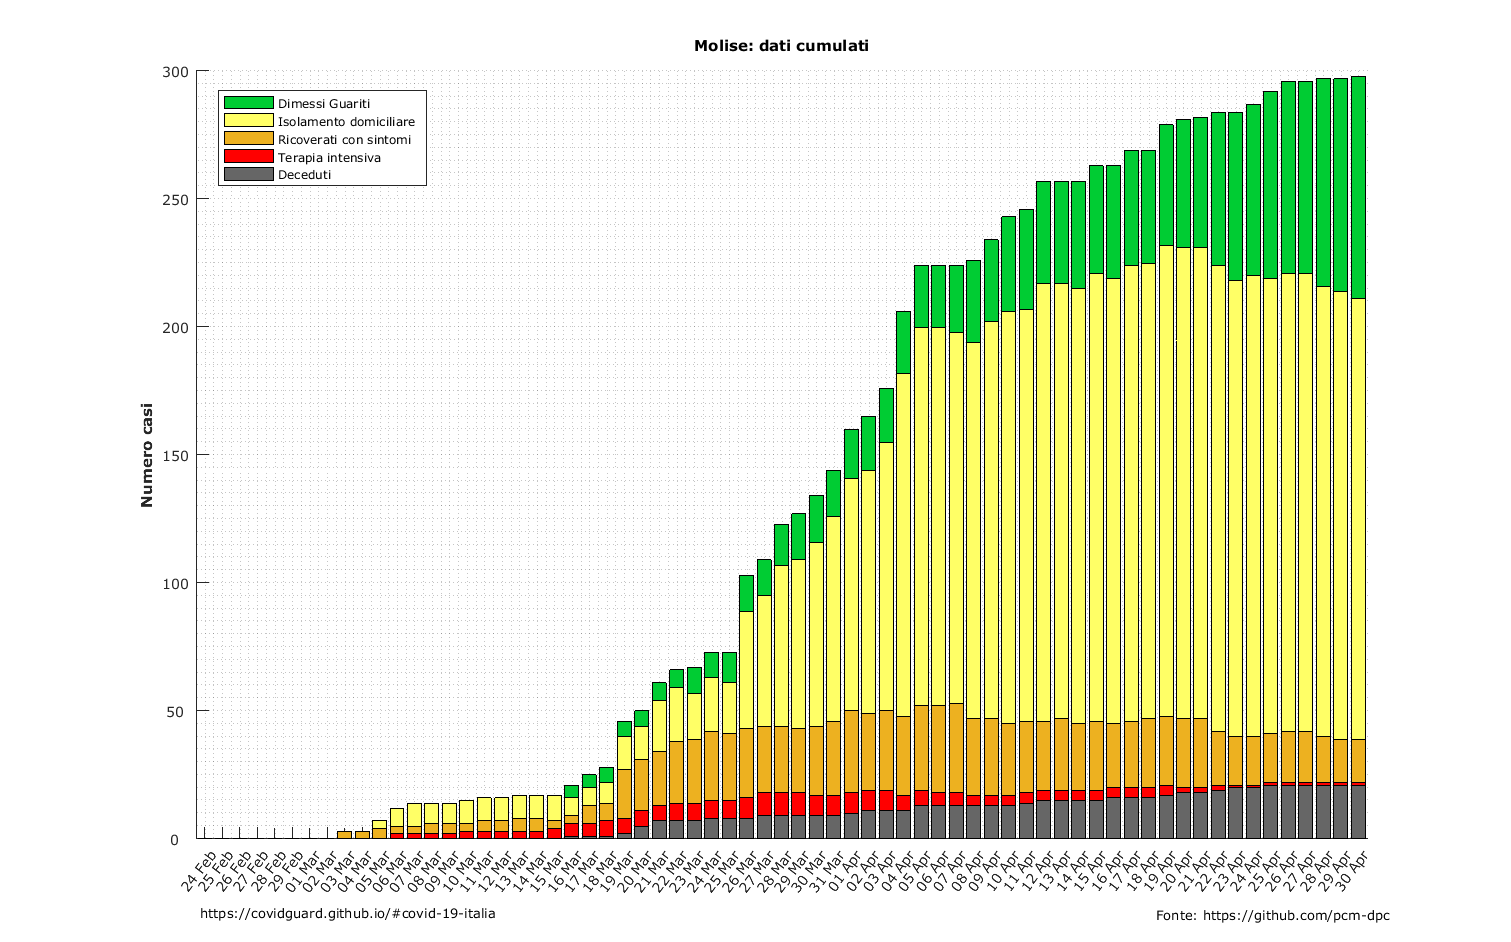 Molise: dati cumulati
300
250
200
150
100
50
0
Numero casi
Dimessi Guariti
Isolamento domiciliare
Ricoverati con sintomi
Terapia intensiva
Deceduti
24 Feb
25 Feb
26 Feb
27 Feb
28 Feb
29 Feb
01 Mar
02 Mar
03 Mar
04 Mar
05 Mar
06 Mar
07 Mar
08 Mar
09 Mar
10 Mar
11 Mar
12 Mar
13 Mar
14 Mar
15 Mar
16 Mar
17 Mar
18 Mar
19 Mar
20 Mar
21 Mar
22 Mar
23 Mar
24 Mar
25 Mar
26 Mar
27 Mar
28 Mar
29 Mar
30 Mar
31 Mar
01 Apr
02 Apr
03 Apr
04 Apr
05 Apr
06 Apr
07 Apr
08 Apr
09 Apr
10 Apr
11 Apr
12 Apr
13 Apr
14 Apr
15 Apr
16 Apr
17 Apr
18 Apr
19 Apr
20 Apr
21 Apr
22 Apr
23 Apr
24 Apr
25 Apr
26 Apr
27 Apr
28 Apr
29 Apr
30 Apr
https://covidguard.github.io/#covid-19-italia
Fonte: https://github.com/pcm-dpc